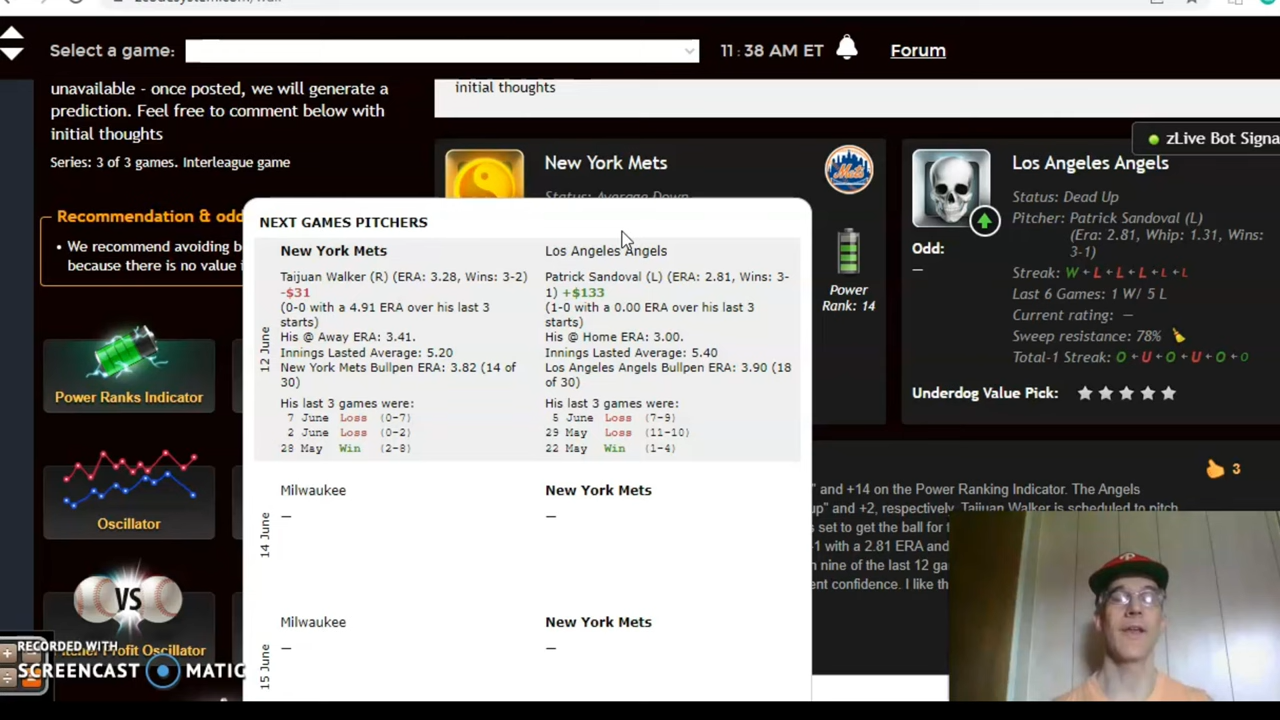 Select a game:
11:38 AM ET
Forum
unavailable - once posted, we will generate a
prediction. Feel free to comment below with
initial thoughts
Series: 3 of 3 games. Interleague game
Recommendation & odd
• We recommend avoiding b
because there is no value i
initial thoughts
New York Mets
Status: Average Down
Power
Rank: 14
zLive Bot Signa
Los Angeles Angels
Status: Dead Up
Pitcher: Patrick Sandoval (L)
(Era: 2.81, Whip: 1.31, Wins:
3-1)
Odd:
—
Streak: W ← L ← L ← L ← L ← L
Last 6 Games: 1 W/ 5 L
Current rating: —
Sweep resistance: 78%
Total-1 Streak: O ← U ← O ← U ← O ← O
Underdog Value Pick:
NEXT GAMES PITCHERS
12 June
New York Mets
Taijuan Walker (R) (ERA: 3.28, Wins: 3-2)
-$31
(0-0 with a 4.91 ERA over his last 3
starts)
His @ Away ERA: 3.41.
Innings Lasted Average: 5.20
New York Mets Bullpen ERA: 3.82 (14 of
30)
His last 3 games were:
7 June Loss (0-7)
2 June Loss (0-2)
28 May Win (2-8)
Los Angeles Angels
Patrick Sandoval (L) (ERA: 2.81, Wins: 3-
1) +$133
(1-0 with a 0.00 ERA over his last 3
starts)
His @ Home ERA: 3.00.
Innings Lasted Average: 5.40
Los Angeles Angels Bullpen ERA: 3.90 (18
of 30)
His last 3 games were:
5 June Loss (7-9)
29 May Loss (11-10)
22 May Win (1-4)
14 June
Milwaukee
—
New York Mets
—
15 June
Milwaukee
—
New York Mets
—
Power Ranks Indicator
Oscillator
VS
Profit Oscillator
3
" and +14 on the Power Ranking Indicator. The Angels
up" and +2, respectively. Taijuan Walker is scheduled to pitch
s set to get the ball for
-1 with a 2.81 ERA and
n nine of the last 12 ga
ent confidence. I like th
RECORDED WITH
SCREENCAST MATIC